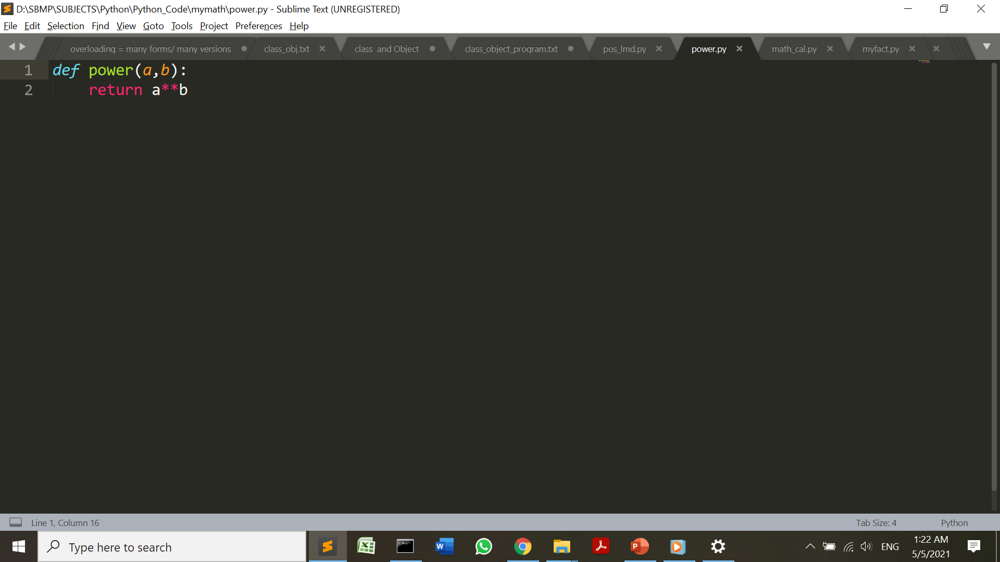 D:\SBMP\SUBJECTS\Python\Python_Code\mymath\power.py - Sublime Text (UNREGISTERED)
File Edit Selection Find View Goto Tools Project Preferences Help
overloading = many forms/ many versions class_obj.txt class and Object class_object_program.txt pos_lmd.py power.py math_cal.py myfact.py
1 def power(a,b):
2 return a**b
Line 1, Column 16 Tab Size: 4 Python
Type here to search ENG 1:22 AM
5/5/2021